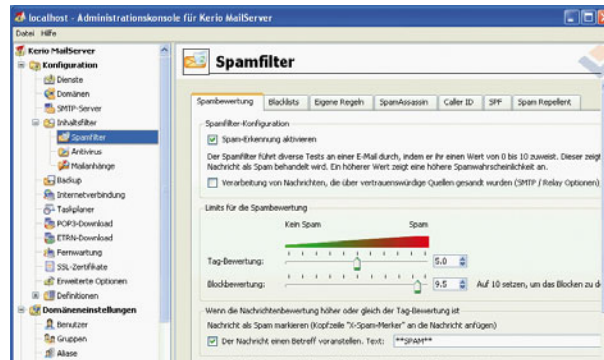 localhost - Administrationskonsole für Kerio MailServer
Datei Hilfe
Kerio MailServer
Konfiguration
Dienste
Domänen
SMTP-Server
Inhaltsfilter
Spamfilter
Antivirus
Mailanhänge
Backup
Internetverbindung
Taskplaner
POP3-Download
ETRN-Download
Fernwartung
SSL-Zertifikate
Erweiterte Optionen
Definitionen
Domäneneinstellungen
Benutzer
Gruppen
Aliase
Spamfilter
Spambewertung Blacklists Eigene Regeln SpamAssassin Caller ID SPF Spam Repellent
Spamfilter-Konfiguration
Spam-Erkennung aktivieren
Der Spamfilter führt diverse Tests an einer E-Mail durch, indem er ihr einen Wert von 0 bis 10 zuweist. Dieser zeigt
Nachricht als Spam behandelt wird. Ein höherer Wert zeigt eine höhere Spamwahrscheinlichkeit an.
Verarbeitung von Nachrichten, die über vertrauenswürdige Quellen gesandt wurden (SMTP / Relay Optionen)
Limits für die Spambewertung
Kein Spam Spam
Tag-Bewertung: 5.0
Blockbewertung: 9.5 Auf 10 setzen, um das Blocken zu d
Wenn die Nachrichtenbewertung höher oder gleich der Tag-Bewertung ist
Nachricht als Spam markieren (Kopfzeile "X-Spam-Merker" an die Nachricht anfügen)
Der Nachricht einen Betreff voranstellen. Text: **SPAM**